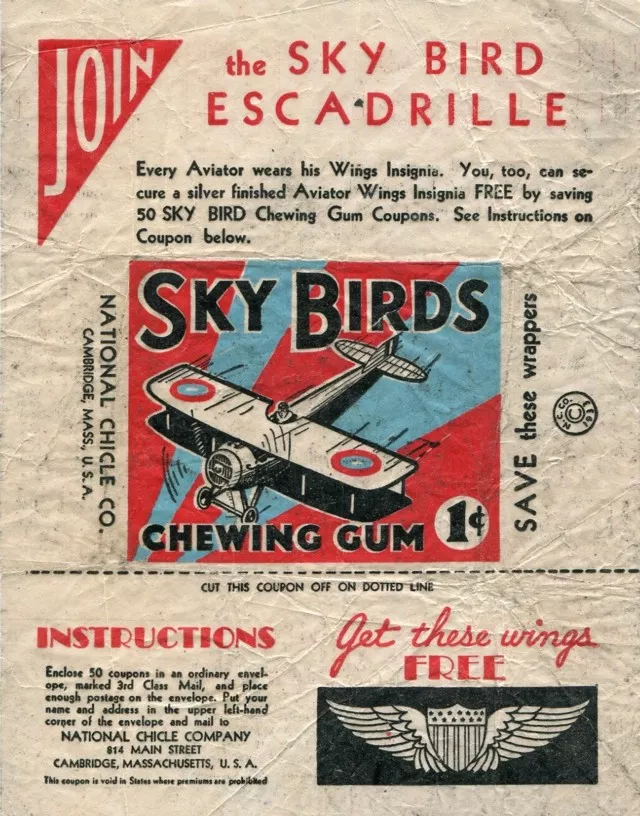 JOIN
the SKY BIRD
ESCADRILLE
Every Aviator wears his Wings Insignia. You, too, can se-
cure a silver finished Aviator Wings Insignia FREE by saving
50 SKY BIRD Chewing Gum Coupons. See Instructions on
Coupon below.
NATIONAL CHICLE CO.
CAMBRIDGE, MASS., U.S.A.
SKY BIRDS
CHEWING GUM
1¢
SAVE these wrappers
N.C.CO.
C
1933
CUT THIS COUPON OFF ON DOTTED LINE
INSTRUCTIONS
Enclose 50 coupons in an ordinary envel-
ope, marked 3rd Class Mail, and place
enough postage on the envelope. Put your
name and address in the upper left-hand
corner of the envelope and mail to
NATIONAL CHICLE COMPANY
814 MAIN STREET
CAMBRIDGE, MASSACHUSETTS, U. S. A.
This coupon is void in States where premiums are prohibited
Get these wings
FREE